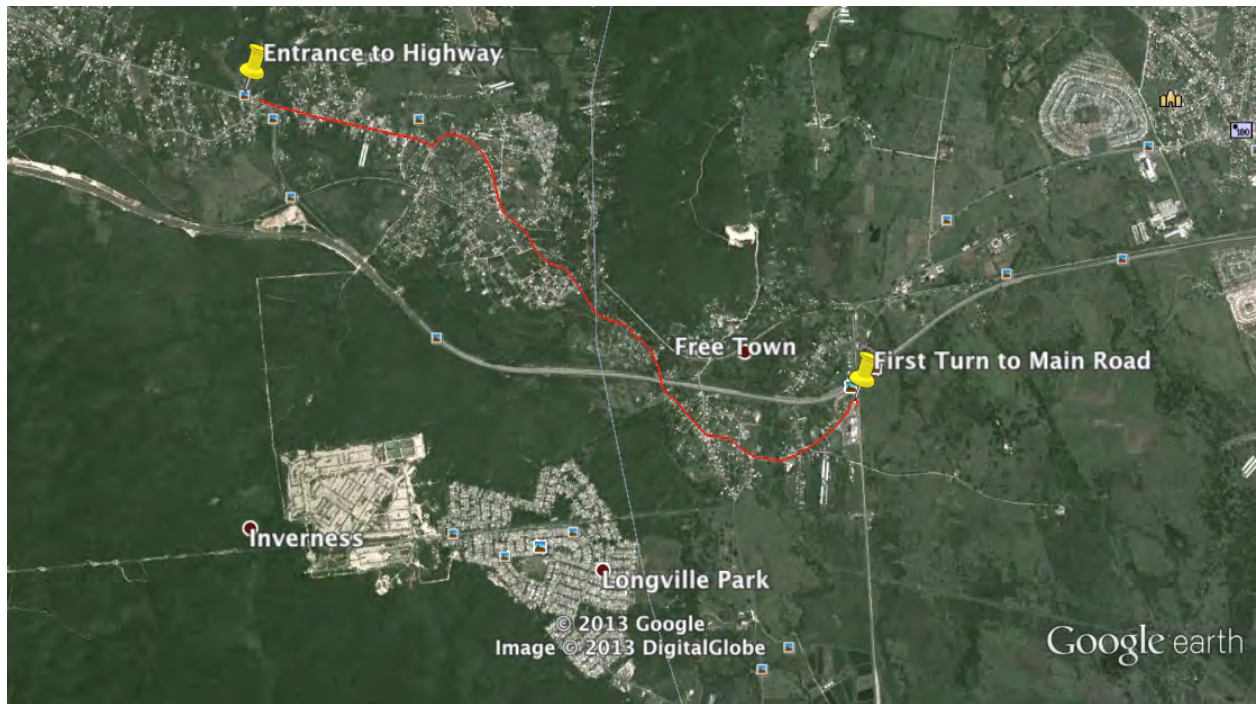 Entrance to Highway
Free Town
First Turn to Main Road
Inverness
Longville Park
© 2013 Google
Image © 2013 DigitalGlobe
Google earth